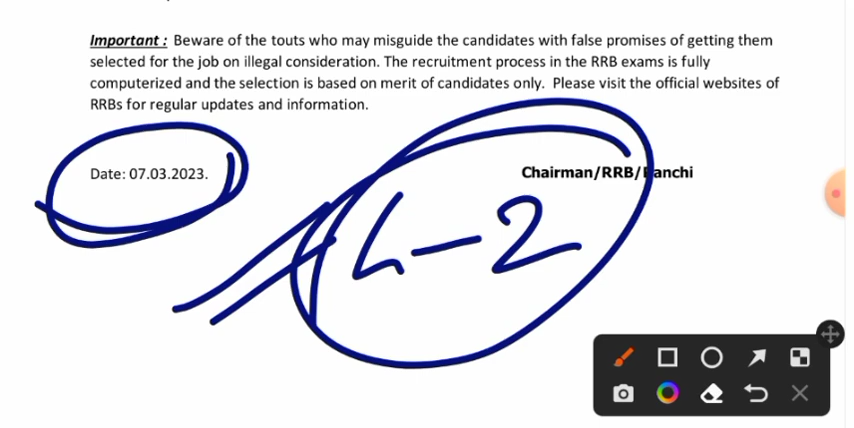 Important : Beware of the touts who may misguide the candidates with false promises of getting them
selected for the job on illegal consideration. The recruitment process in the RRB exams is fully
computerized and the selection is based on merit of candidates only. Please visit the official websites of
RRBs for regular updates and information.
Date: 07.03.2023.
Chairman/RRB/Ranchi
L-2